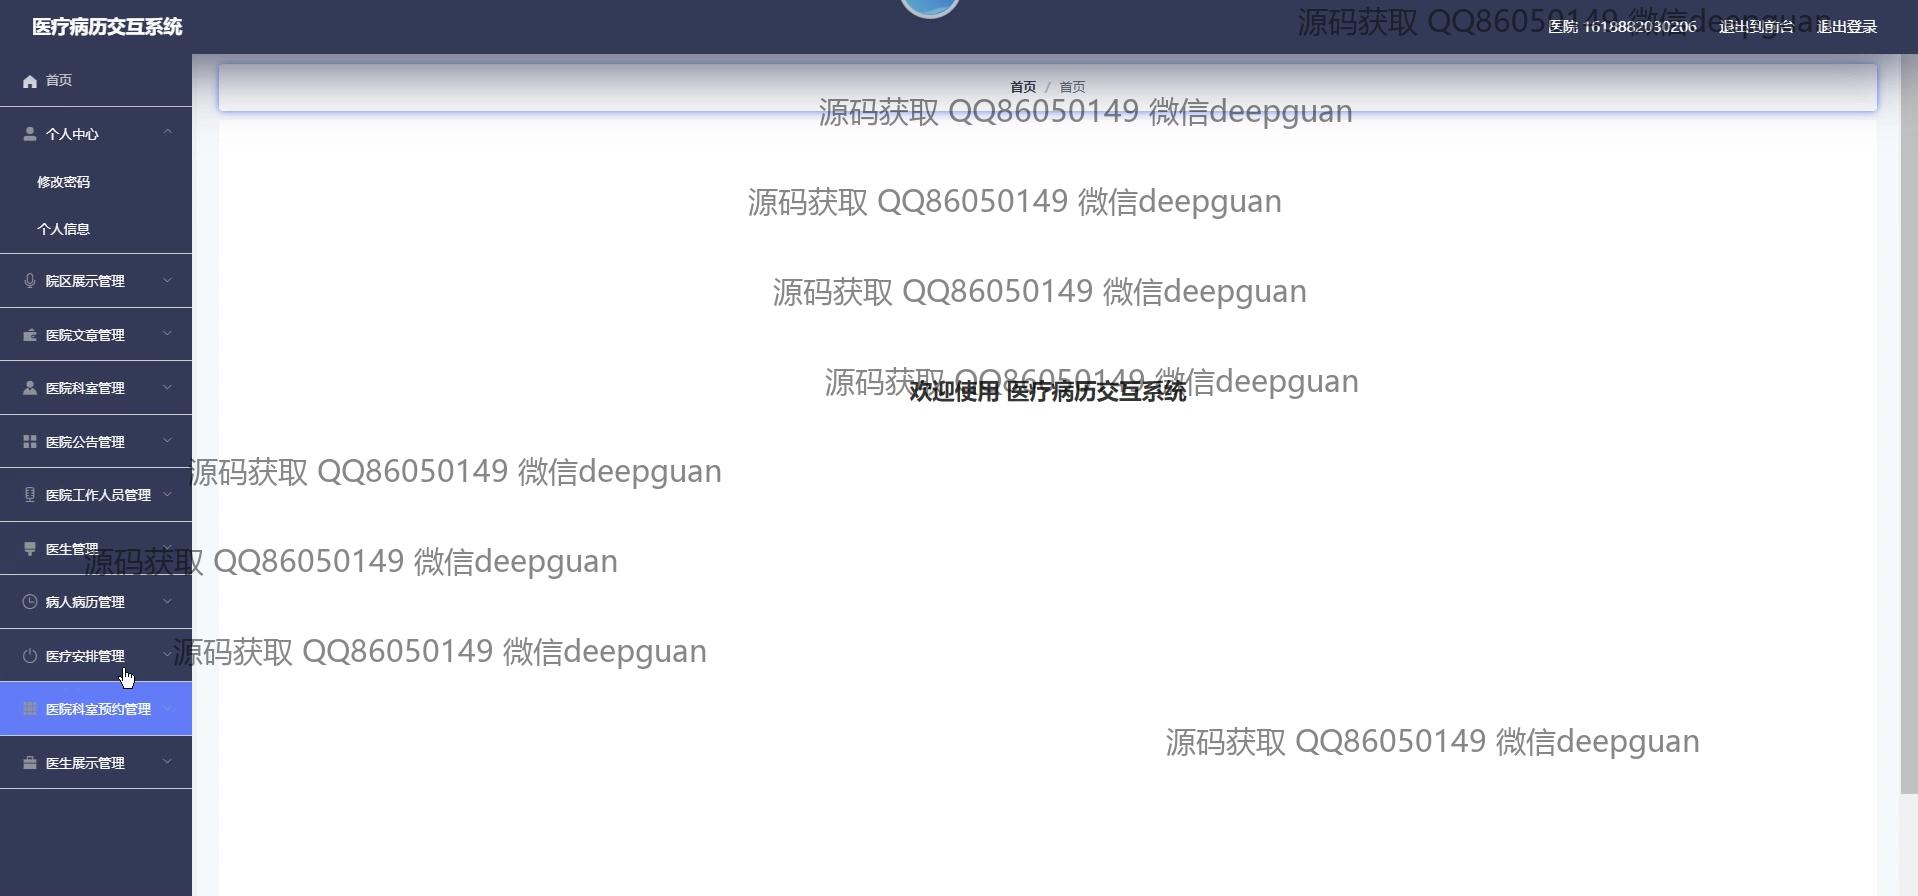 医疗病历交互系统
源码获取 QQ86050149 微信deepguan
医院 1618882030206 退出到前台 退出登录
首页
首页 / 首页
源码获取 QQ86050149 微信deepguan
个人中心
修改密码
源码获取 QQ86050149 微信deepguan
个人信息
院区展示管理
源码获取 QQ86050149 微信deepguan
医院文章管理
医院科室管理
源码获取 QQ86050149 微信deepguan
欢迎使用 医疗病历交互系统
医院公告管理
源码获取 QQ86050149 微信deepguan
医院工作人员管理
医生管理
源码获取 QQ86050149 微信deepguan
病人病历管理
医疗安排管理
源码获取 QQ86050149 微信deepguan
医院科室预约管理
源码获取 QQ86050149 微信deepguan
医生展示管理